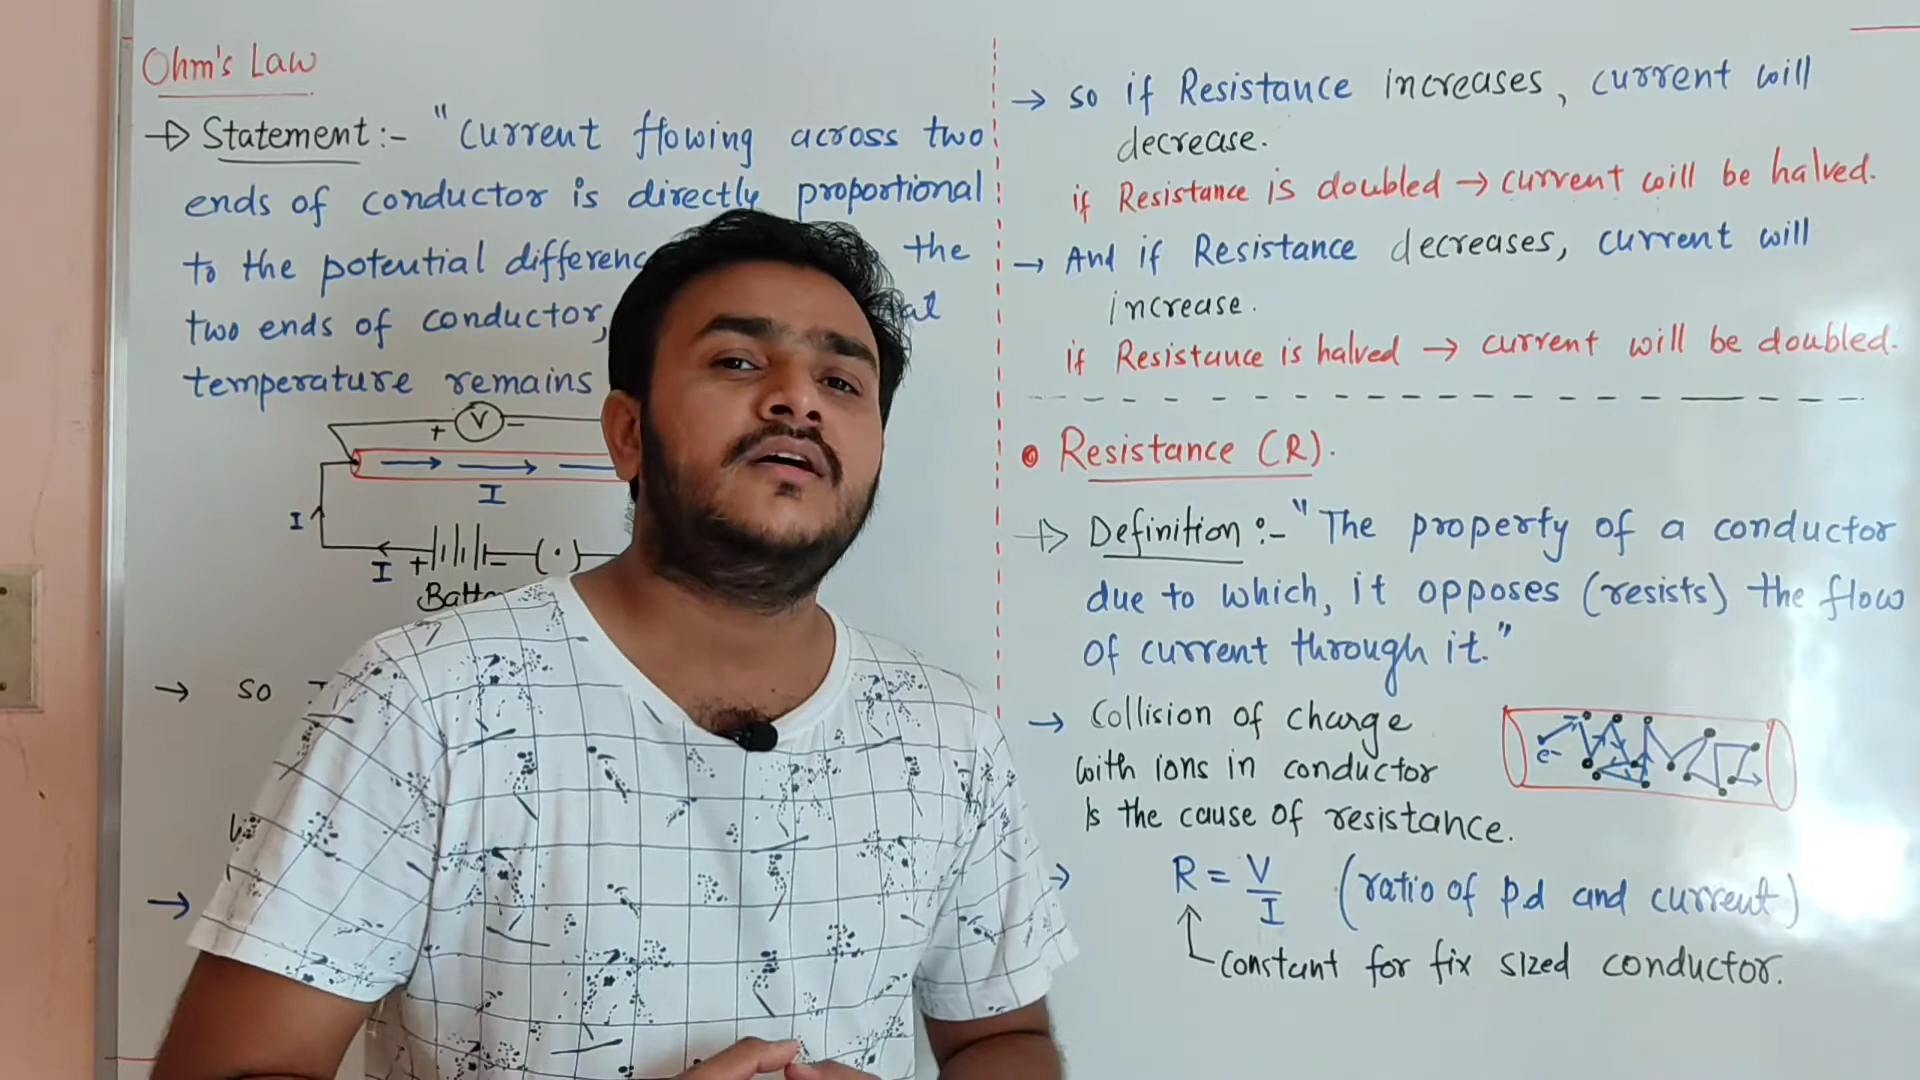 Ohm's Law
Statement :- "Current flowing across two
ends of conductor is directly proportional
to the potential the
two ends of conductor,
temperature remains
V
+ -
I
I
I + -
so
→ so if Resistance increases, current will
decrease.
if Resistance is doubled → current will be halved.
→ And if Resistance decreases, current will
increase.
if Resistance is halved → current will be doubled.
• Resistance (R).
Definition :- "The property of a conductor
due to which, it opposes (resists) the flow
of current through it."
→ Collision of charge
with ions in conductor
Is the cause of resistance.
e-
→ R = V/I (ratio of pd and current)
constant for fix sized conductor.